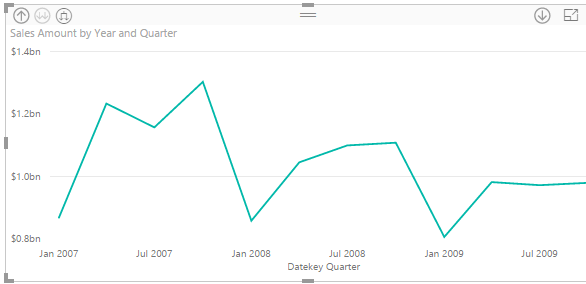 Sales Amount by Year and Quarter
$1.4bn
$1.2bn
$1.0bn
$0.8bn
Jan 2007 Jul 2007 Jan 2008 Jul 2008 Jan 2009 Jul 2009
Datekey Quarter